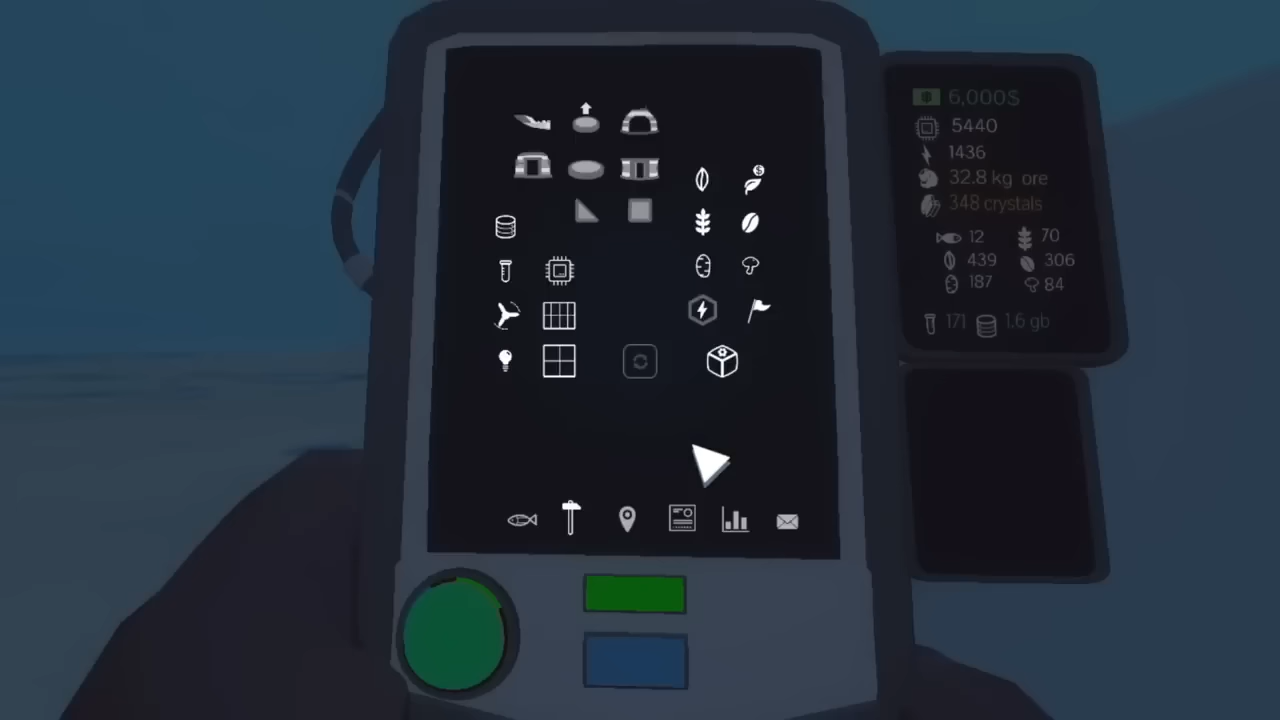 6,000$
5440
1436
32.8 kg ore
348 crystals
12 70
439 306
187 84
171 1.6 gb